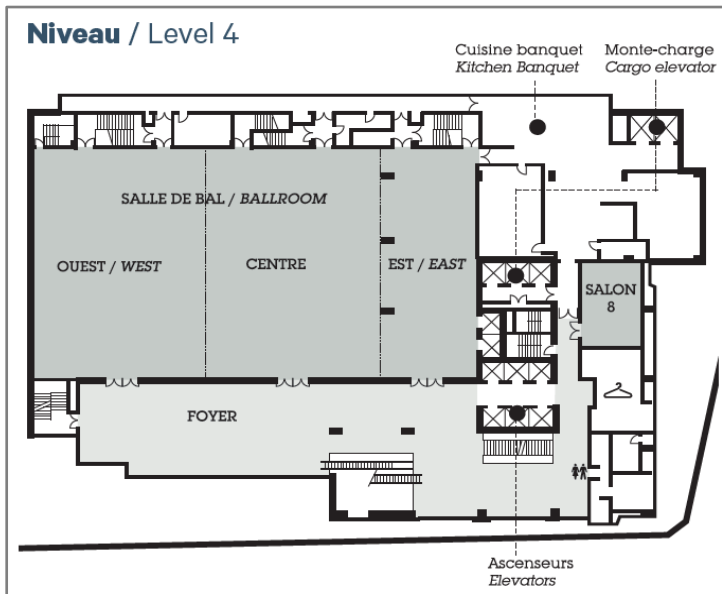 Niveau / Level 4
Cuisine banquet
Kitchen Banquet
Monte-charge
Cargo elevator
SALLE DE BAL / BALLROOM
OUEST / WEST
CENTRE
EST / EAST
SALON
8
FOYER
Ascenseurs
Elevators